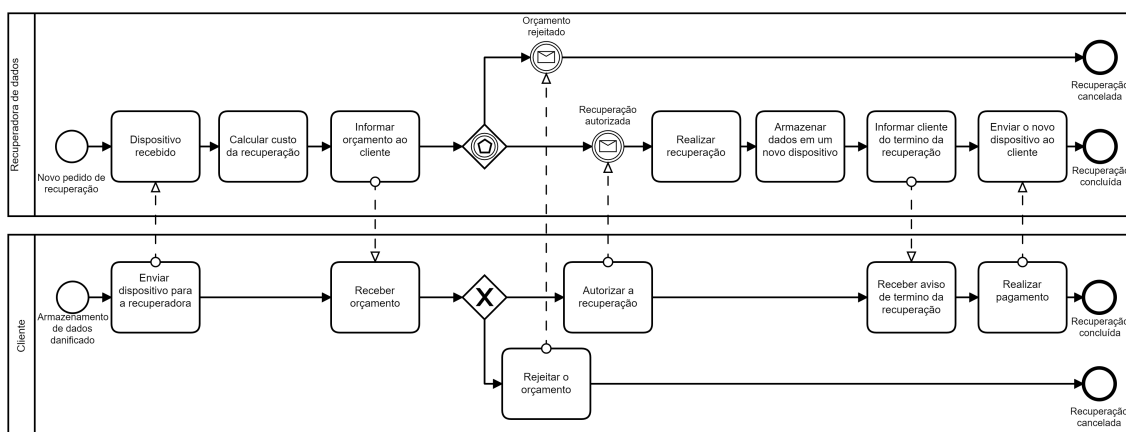 Recuperadora de dados
Orçamento
rejeitado
Recuperação
cancelada
Novo pedido de
recuperação
Dispositivo
recebido
Calcular custo
da recuperação
Informar
orçamento ao
cliente
Recuperação
autorizada
Realizar
recuperação
Armazenar
dados em um
novo dispositivo
Informar cliente
do termino da
recuperação
Enviar o novo
dispositivo ao
cliente
Recuperação
concluída
Cliente
Armazenamento
de dados
danificado
Enviar
dispositivo para
a recuperadora
Receber
orçamento
X
Autorizar a
recuperação
Receber aviso
de termino da
recuperação
Realizar
pagamento
Recuperação
concluída
Rejeitar o
orçamento
Recuperação
cancelada